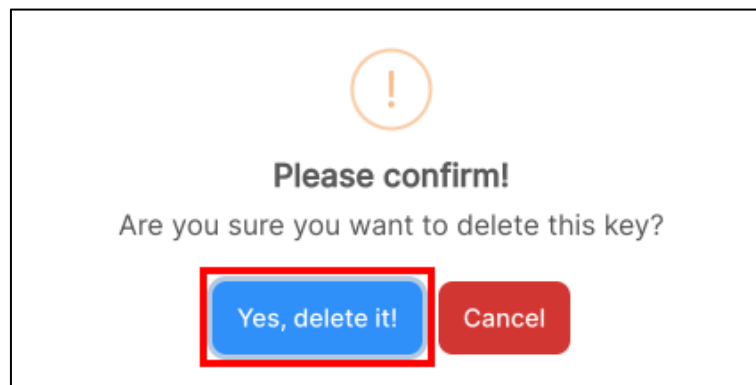 !
Please confirm!
Are you sure you want to delete this key?
Yes, delete it! Cancel